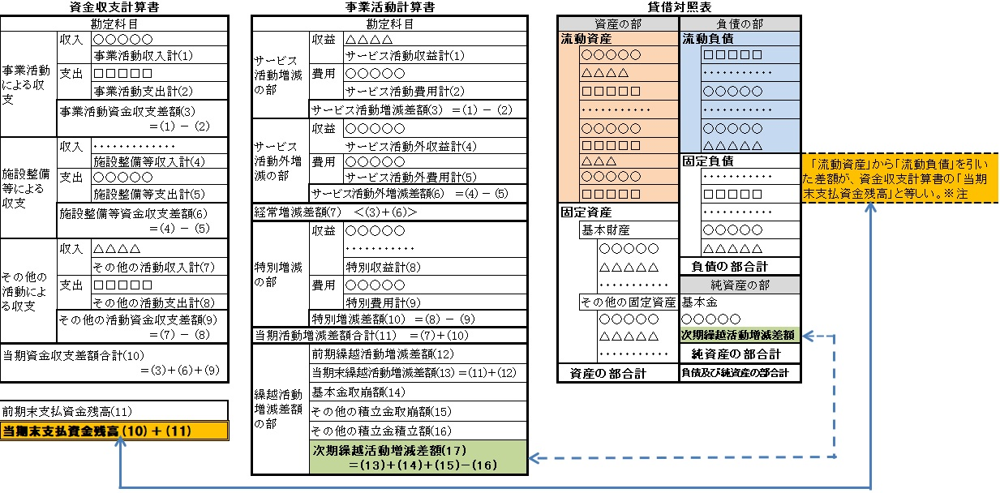 資金収支計算書
勘定科目
事業活動
による収
支
収入
○○○○○
事業活動収入計(1)
支出
□□□□□
事業活動支出計(2)
事業活動資金収支差額(3)
=(1)－(2)
施設整備
等による
収支
収入
‥‥‥‥‥‥‥
施設整備等収入計(4)
支出
○○○○○
施設整備等支出計(5)
施設整備等資金収支差額(6)
=(4)－(5)
その他の
活動によ
る収支
収入
△△△△
その他の活動収入計(7)
支出
□□□□□
その他の活動支出計(8)
その他の活動資金収支差額(9)
=(7)－(8)
当期資金収支差額合計(10)
=(3)+(6)+(9)
前期末支払資金残高(11)
当期末支払資金残高(10)+(11)
事業活動計算書
勘定科目
サービス
活動増減
の部
収益
△△△△
サービス活動収益計(1)
費用
○○○○○
サービス活動費用計(2)
サービス活動増減差額(3) =(1)－(2)
サービス
活動外増
減の部
収益
○○○○○
サービス活動外収益計(4)
費用
○○○○○
サービス活動外費用計(5)
サービス活動外増減差額(6) =(4)－(5)
経常増減差額(7) <(3)+(6)>
特別増減
の部
収益
○○○○○
‥‥‥‥‥‥
特別収益計(8)
費用
○○○○○
特別費用計(9)
特別増減差額(10) =(8)－(9)
当期活動増減差額合計(11) =(7)+(10)
繰越活動
増減差額
の部
前期繰越活動増減差額(12)
当期末繰越活動増減差額(13)=(11)+(12)
基本金取崩額(14)
その他の積立金取崩額(15)
その他の積立金積立額(16)
次期繰越活動増減差額(17)
=(13)+(14)+(15)－(16)
貸借対照表
資産の部
流動資産
○○○○○
△△△△
□□□□□
‥‥‥‥‥‥
○○○○○
□□□□□
△△△
○○○○○
□□□□□
固定資産
基本財産
○○○○○
△△△△△
‥‥‥‥‥‥
その他の固定資産
○○○○○
△△△△△
‥‥‥‥‥‥
資産の部合計
負債の部
流動負債
□□□□□
‥‥‥‥‥‥
○○○○○
‥‥‥‥‥‥
○○○○○
△△△△△
固定負債
‥‥‥‥‥‥
□□□□□
‥‥‥‥‥‥
○○○○○
△△△△△
負債の部合計
純資産の部
基本金
○○○○○
次期繰越活動増減差額
純資産の部合計
負債及び純資産の部合計
「流動資産」から「流動負債」を引い
た差額が、資金収支計算書の「当期
末支払資金残高」と等しい。※注